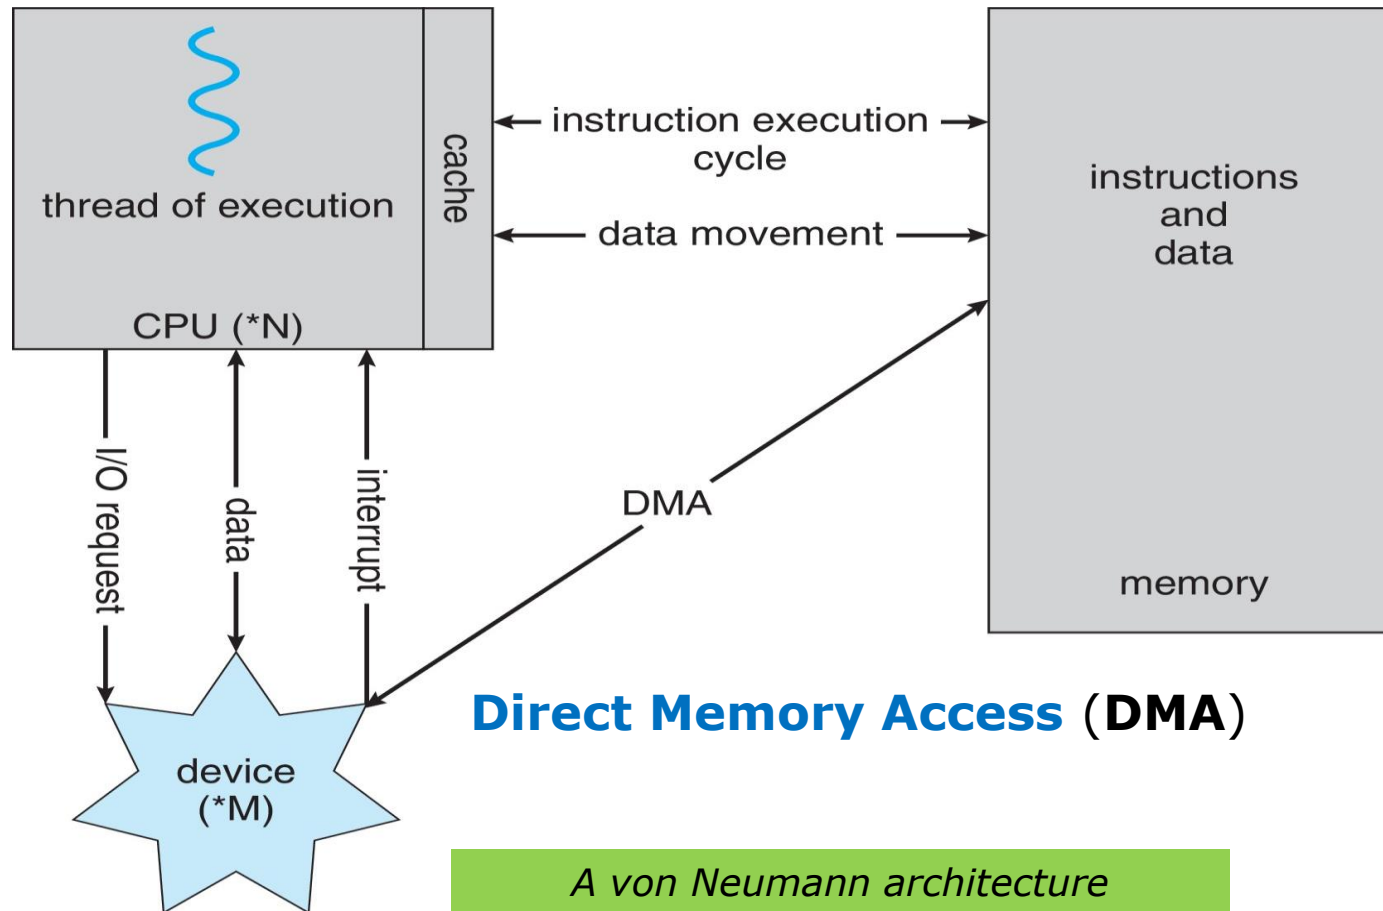 thread of execution
CPU (*N)
cache
instruction execution
cycle
data movement
instructions
and
data
memory
I/O request
data
interrupt
DMA
device
(*M)
Direct Memory Access (DMA)
A von Neumann architecture